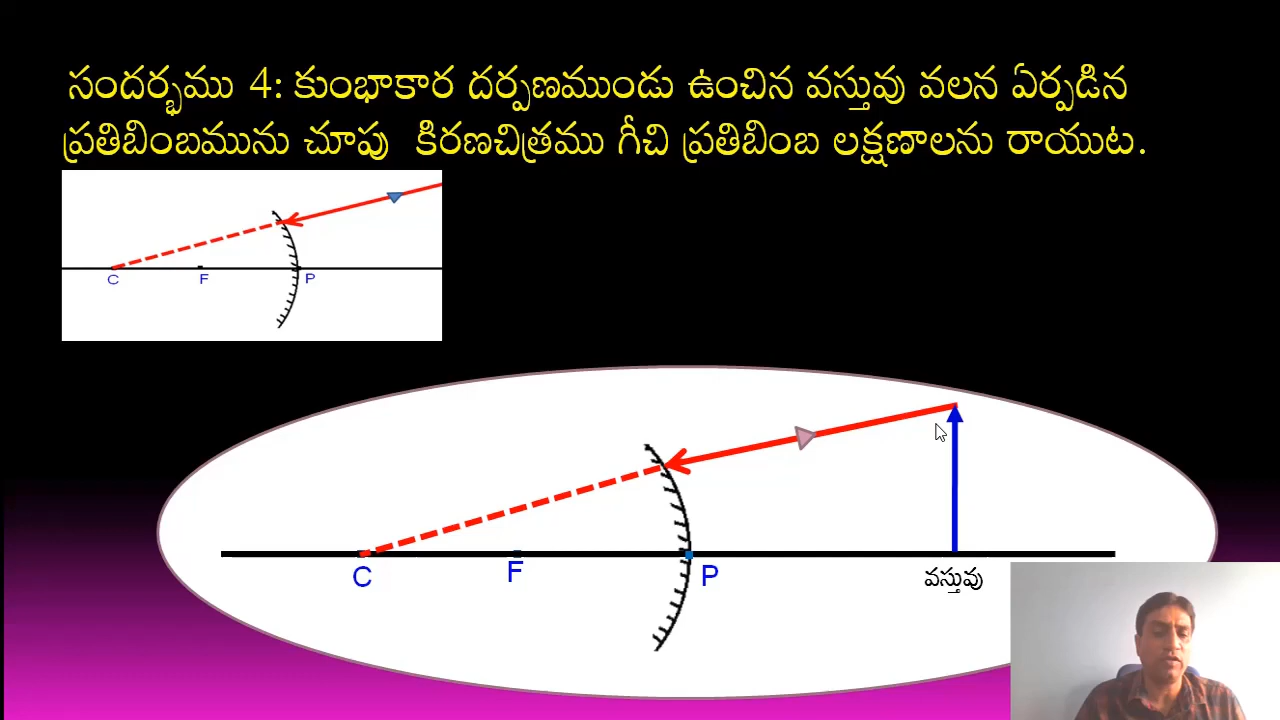 సందర్భము 4: కుంభాకార దర్పణముందు ఉంచిన వస్తువు వలన ఏర్పడిన
ప్రతిబింబమును చూపు కిరణచిత్రము గీచి ప్రతిబింబ లక్షణాలను రాయుట.
C F P
C F P వస్తువు